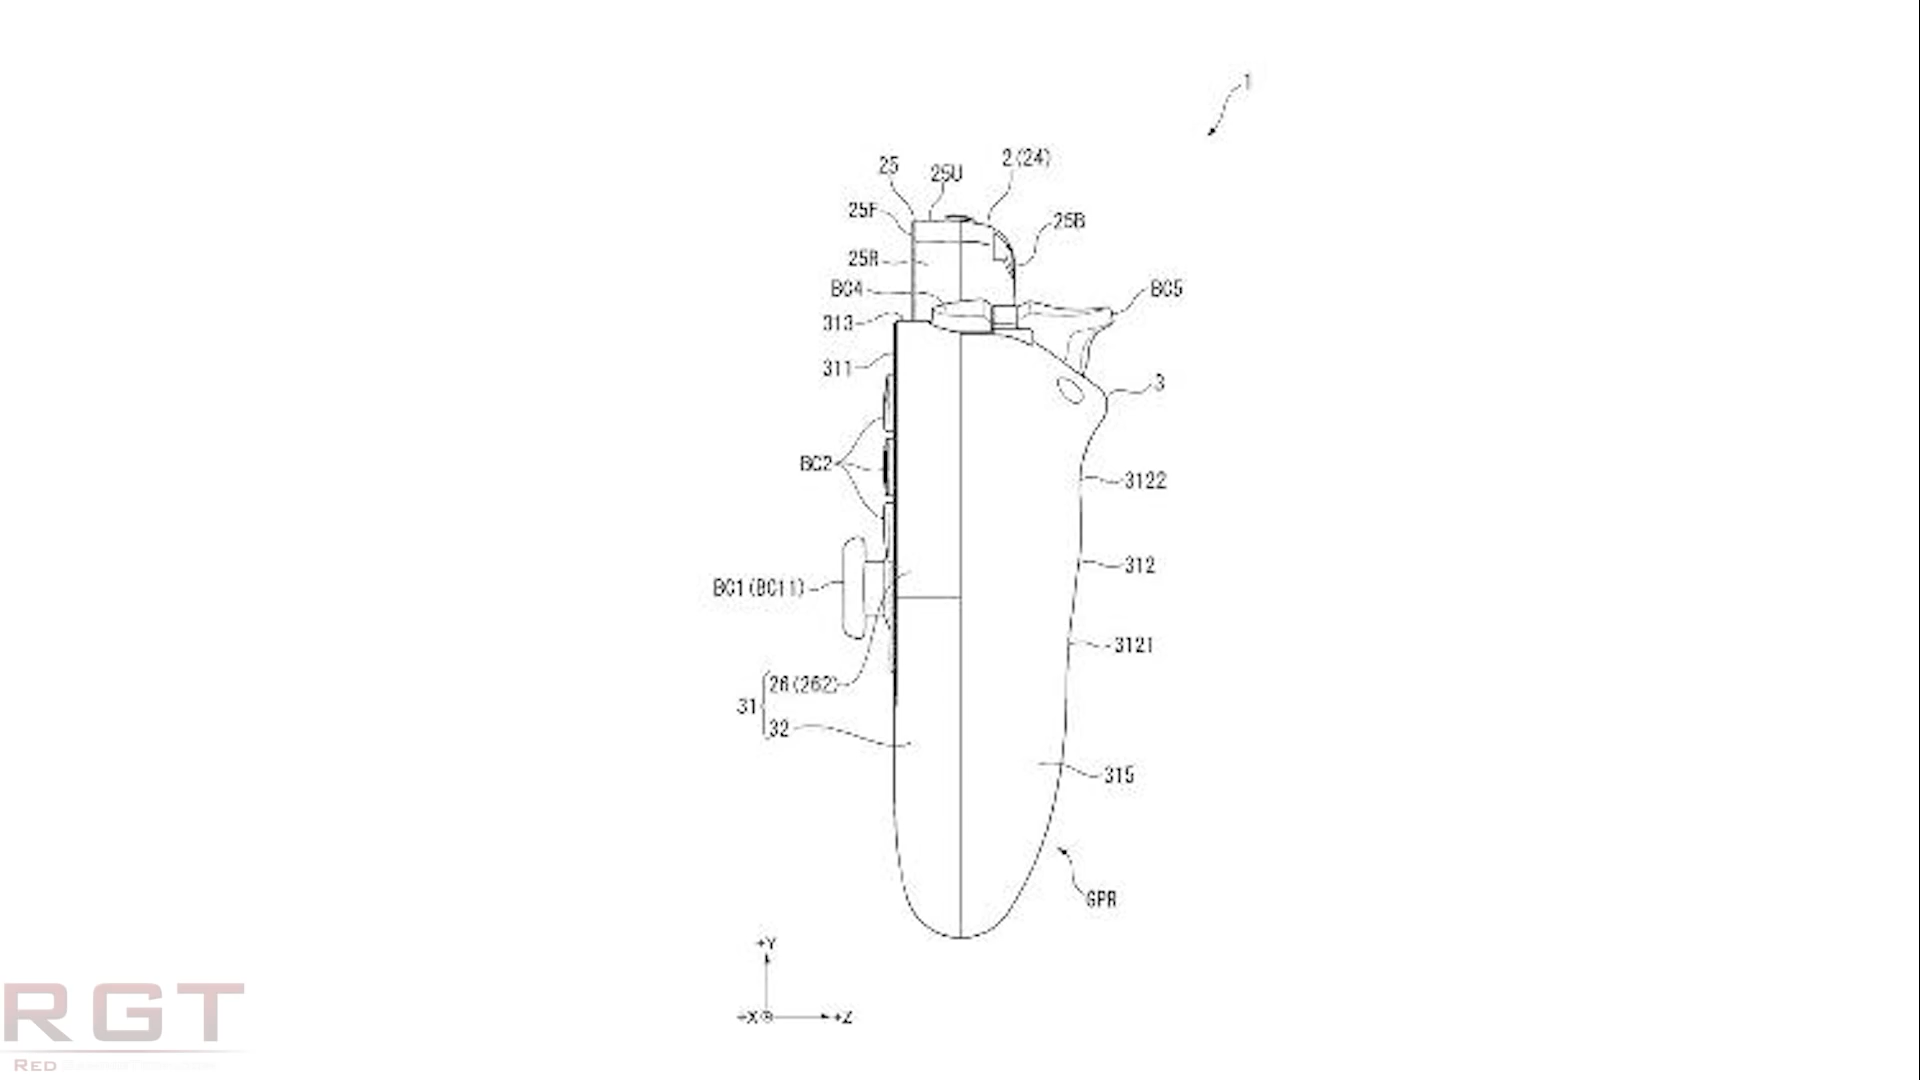 1
25
25U
2(24)
25F
25B
25R
BC4
BC5
313
311
3
BC2
3122
312
BC1(BC11)
3121
26(262)
31
32
315
GPR
+Y
+X
+Z
RGT
RED